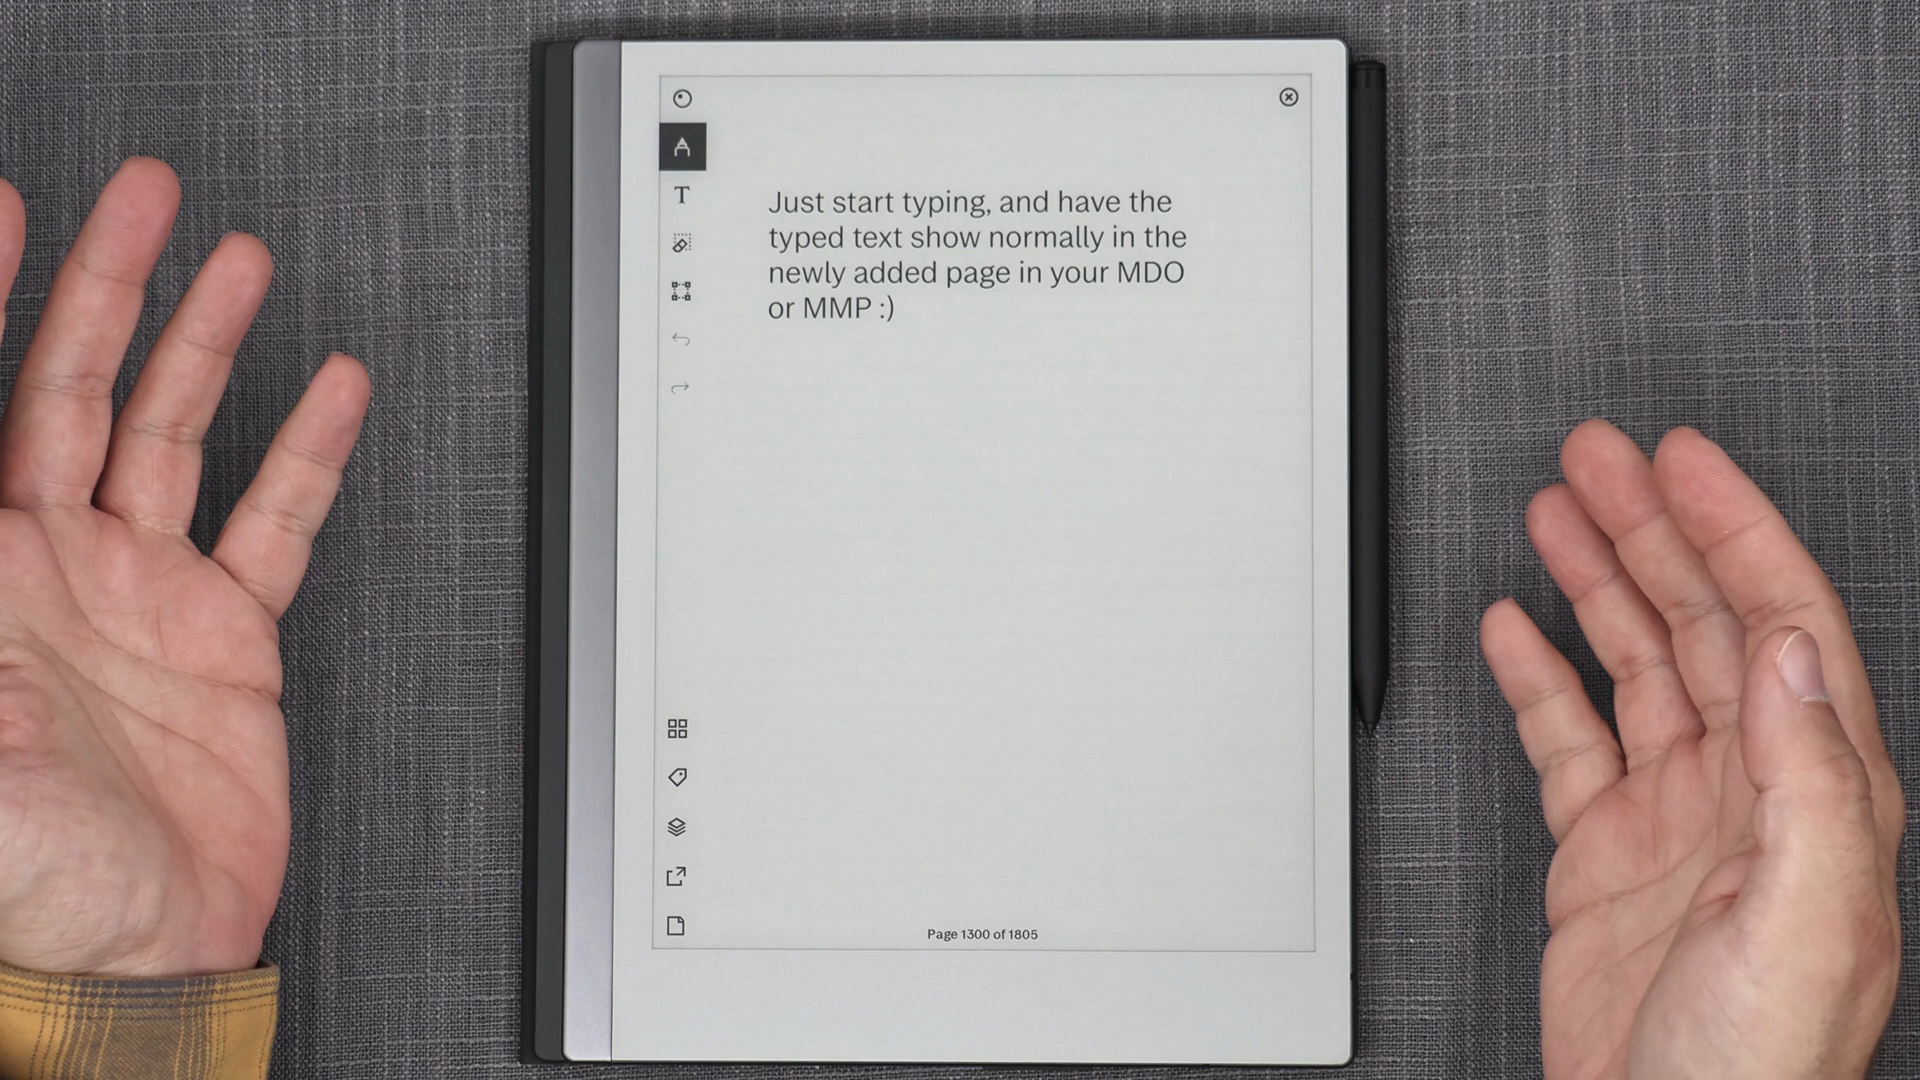 T
Just start typing, and have the
typed text show normally in the
newly added page in your MDO
or MMP :)
Page 1300 of 1805